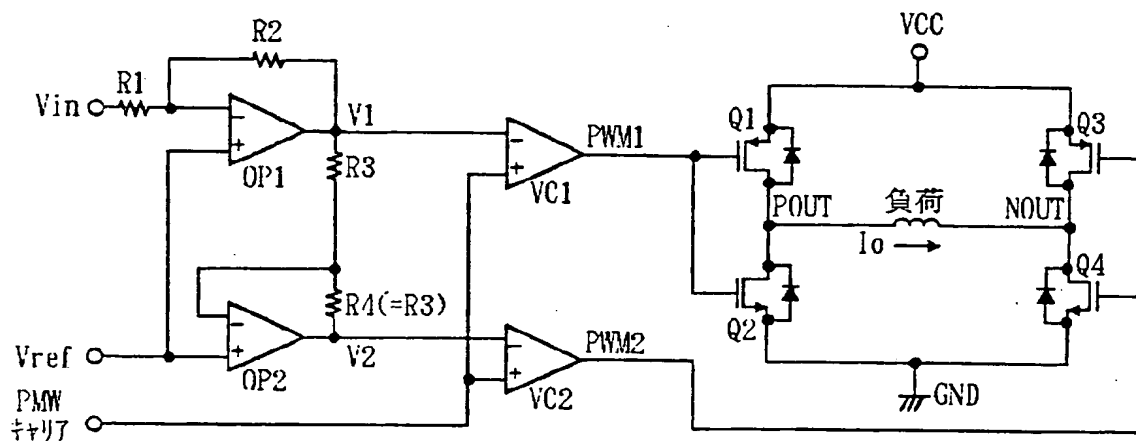 R2
R1
Vin
V1
OP1
R3
R4(=R3)
Vref
OP2
V2
PMW
キャリア
VC1
PWM1
VC2
PWM2
VCC
Q1
Q3
POUT
負荷
NOUT
Io
Q2
Q4
GND